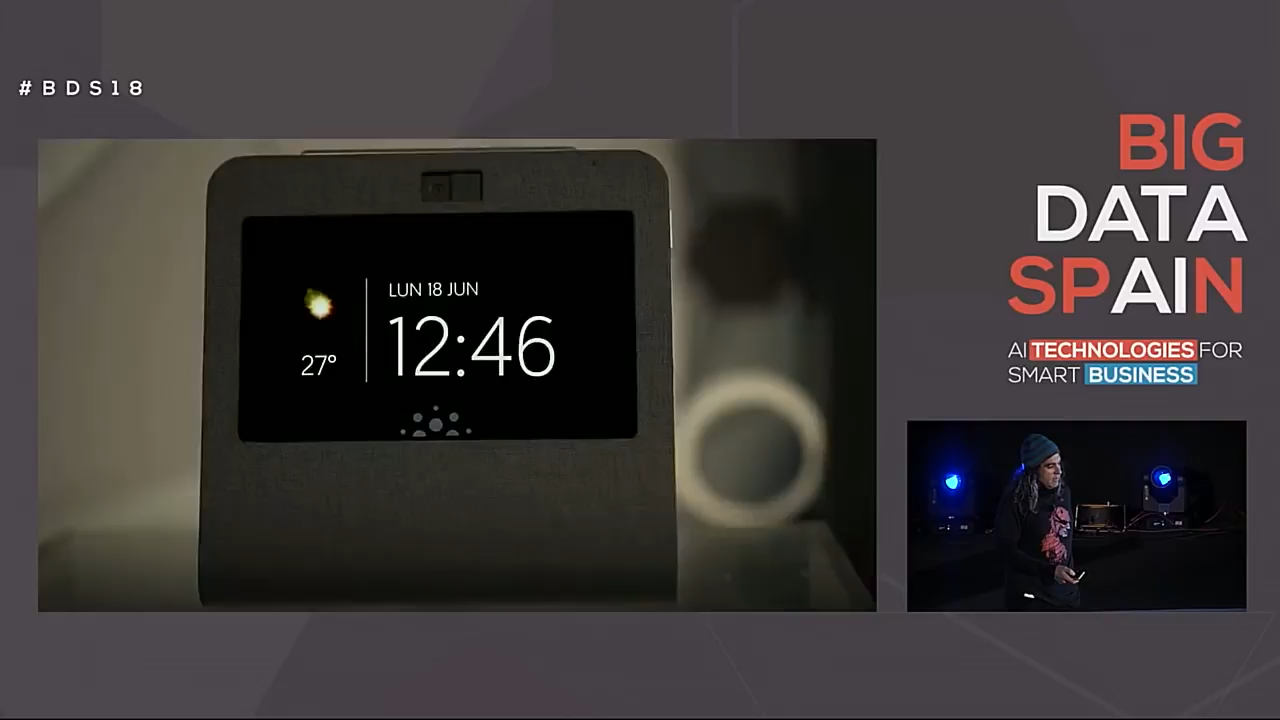 #BDS18
LUN 18 JUN
12:46
27°
BIG
DATA
SPAIN
AI TECHNOLOGIES FOR
SMART BUSINESS